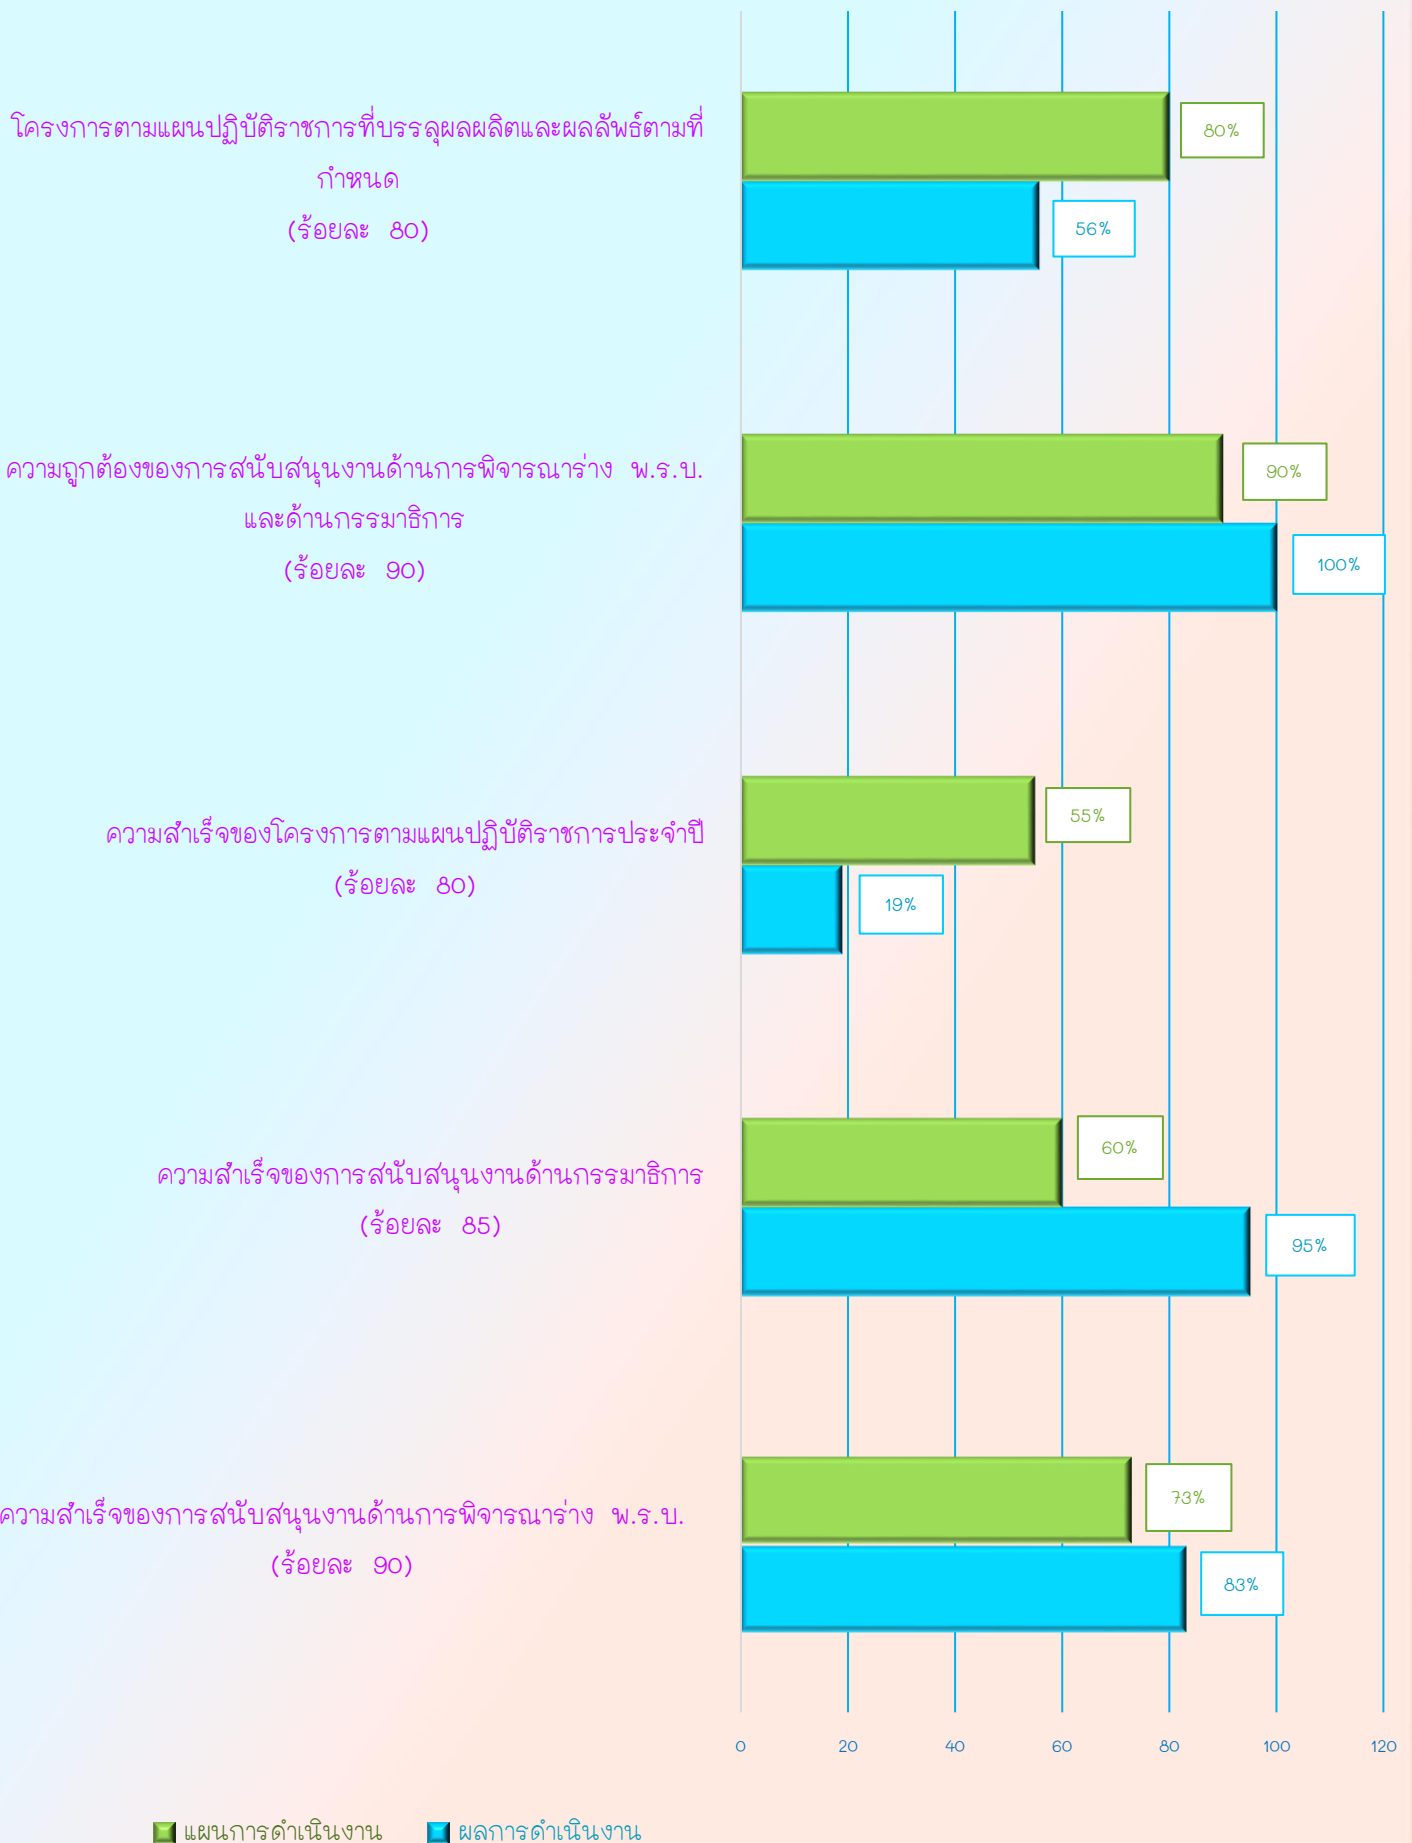 โครงการตามแผนปฏิบัติราชการที่บรรลุผลผลิตและผลลัพธ์ตามที่
กำหนด
(ร้อยละ 80)
80%
56%
ความถูกต้องของการสนับสนุนงานด้านการพิจารณาร่าง พ.ร.บ.
และด้านกรรมาธิการ
(ร้อยละ 90)
90%
100%
ความสำเร็จของโครงการตามแผนปฏิบัติราชการประจำปี
(ร้อยละ 80)
55%
19%
ความสำเร็จของการสนับสนุนงานด้านกรรมาธิการ
(ร้อยละ 85)
60%
95%
ความสำเร็จของการสนับสนุนงานด้านการพิจารณาร่าง พ.ร.บ.
(ร้อยละ 90)
73%
83%
0 20 40 60 80 100 120
แผนการดำเนินงาน ผลการดำเนินงาน